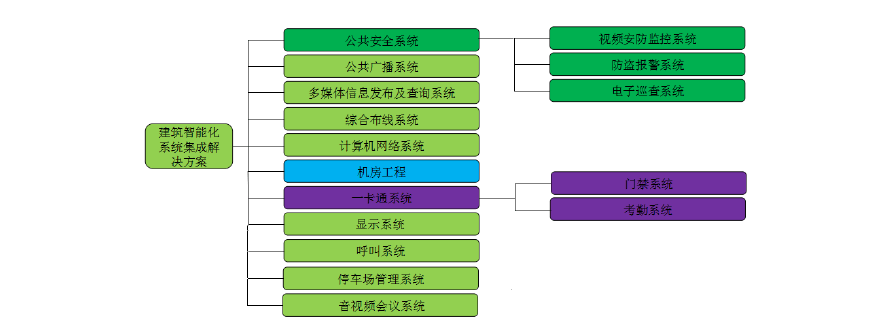 建筑智能化
系统集成解
决方案
公共安全系统
公共广播系统
多媒体信息发布及查询系统
综合布线系统
计算机网络系统
机房工程
一卡通系统
显示系统
呼叫系统
停车场管理系统
音视频会议系统
视频安防监控系统
防盗报警系统
电子巡查系统
门禁系统
考勤系统